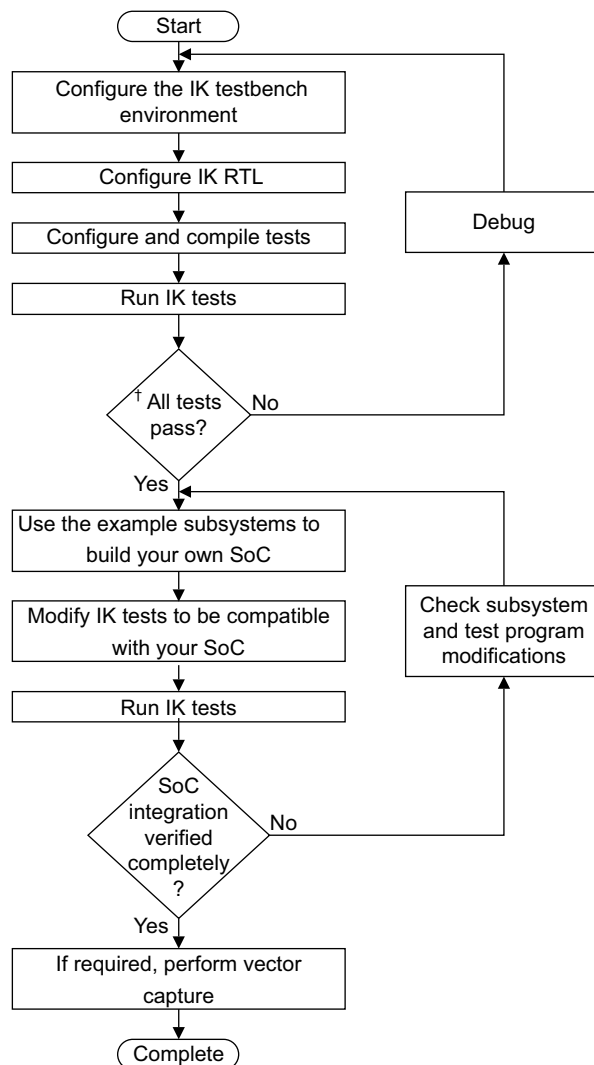 Start
Configure the IK testbench
environment
Configure IK RTL
Configure and compile tests
Debug
Run IK tests
† All tests
pass?
No
Yes
Use the example subsystems to
build your own SoC
Modify IK tests to be compatible
with your SoC
Check subsystem
and test program
modifications
Run IK tests
SoC
integration
verified
completely
?
No
Yes
If required, perform vector
capture
Complete